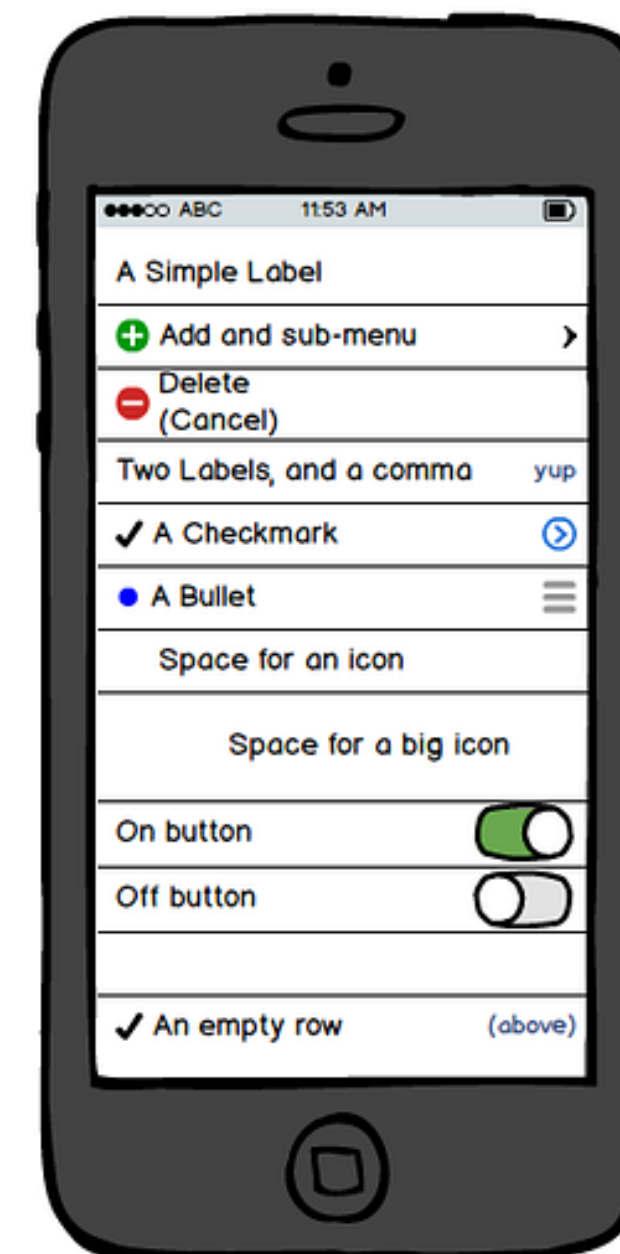 ABC 11:53 AM
A Simple Label
Add and sub-menu
Delete
(Cancel)
Two Labels, and a comma yup
A Checkmark
A Bullet
Space for an icon
Space for a big icon
On button
Off button
An empty row (above)